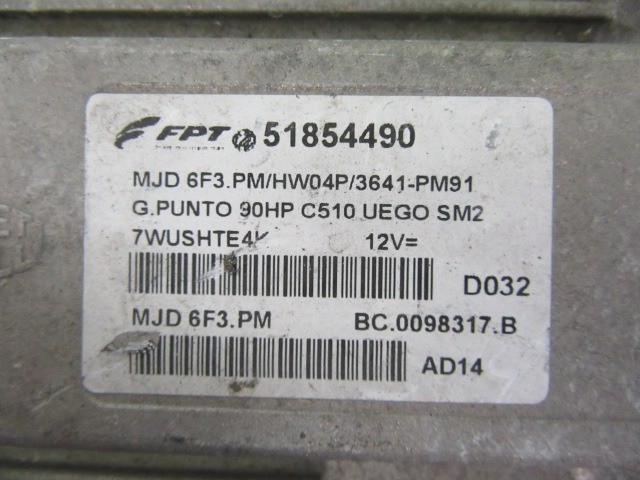 FPT 51854490
MJD 6F3.PM/HW04P/3641-PM91
G.PUNTO 90HP C510 UEGO SM2
12V=
D032
MJD 6F3.PM BC.0098317.B
AD14